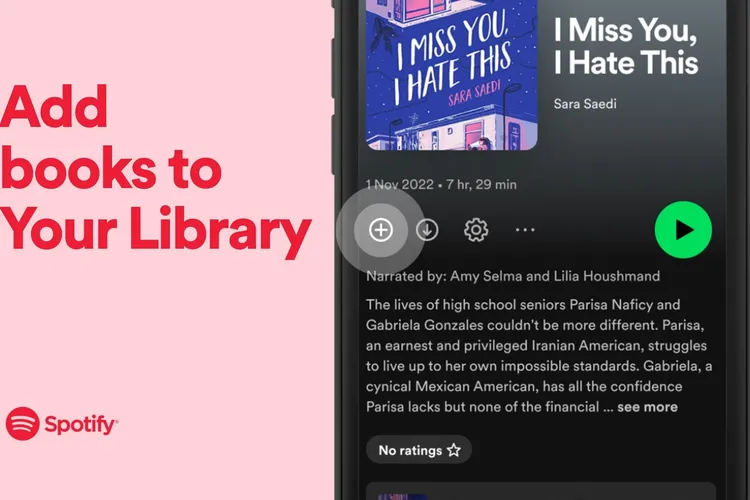 Add
books to
Your Library
Spotify
I MISS YOU,
I HATE THIS
SARA SAEDI
I Miss You,
I Hate This
Sara Saedi
1 Nov 2022 • 7 hr, 29 min
Narrated by: Amy Selma and Lilia Houshmand
The lives of high school seniors Parisa Naficy and
Gabriela Gonzales couldn't be more different. Parisa,
an earnest and privileged Iranian American, struggles
to live up to her own impossible standards. Gabriela, a
cynical Mexican American, has all the confidence
Parisa lacks but none of the financial ... see more
No ratings